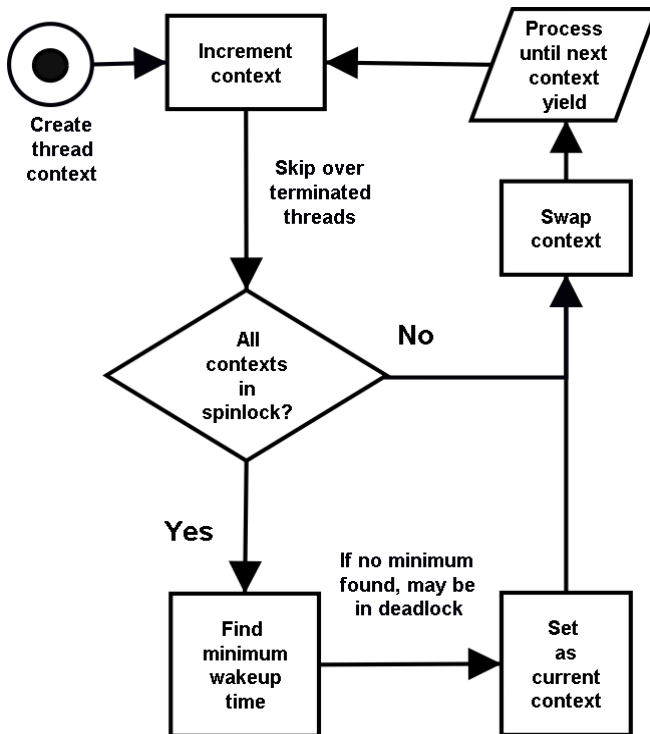 Increment
context
Process
until next
context
yield
Create
thread
context
Skip over
terminated
threads
Swap
context
All
contexts
in
spinlock?
No
Yes
If no minimum
found, may be
in deadlock
Find
minimum
wakeup
time
Set
as
current
context